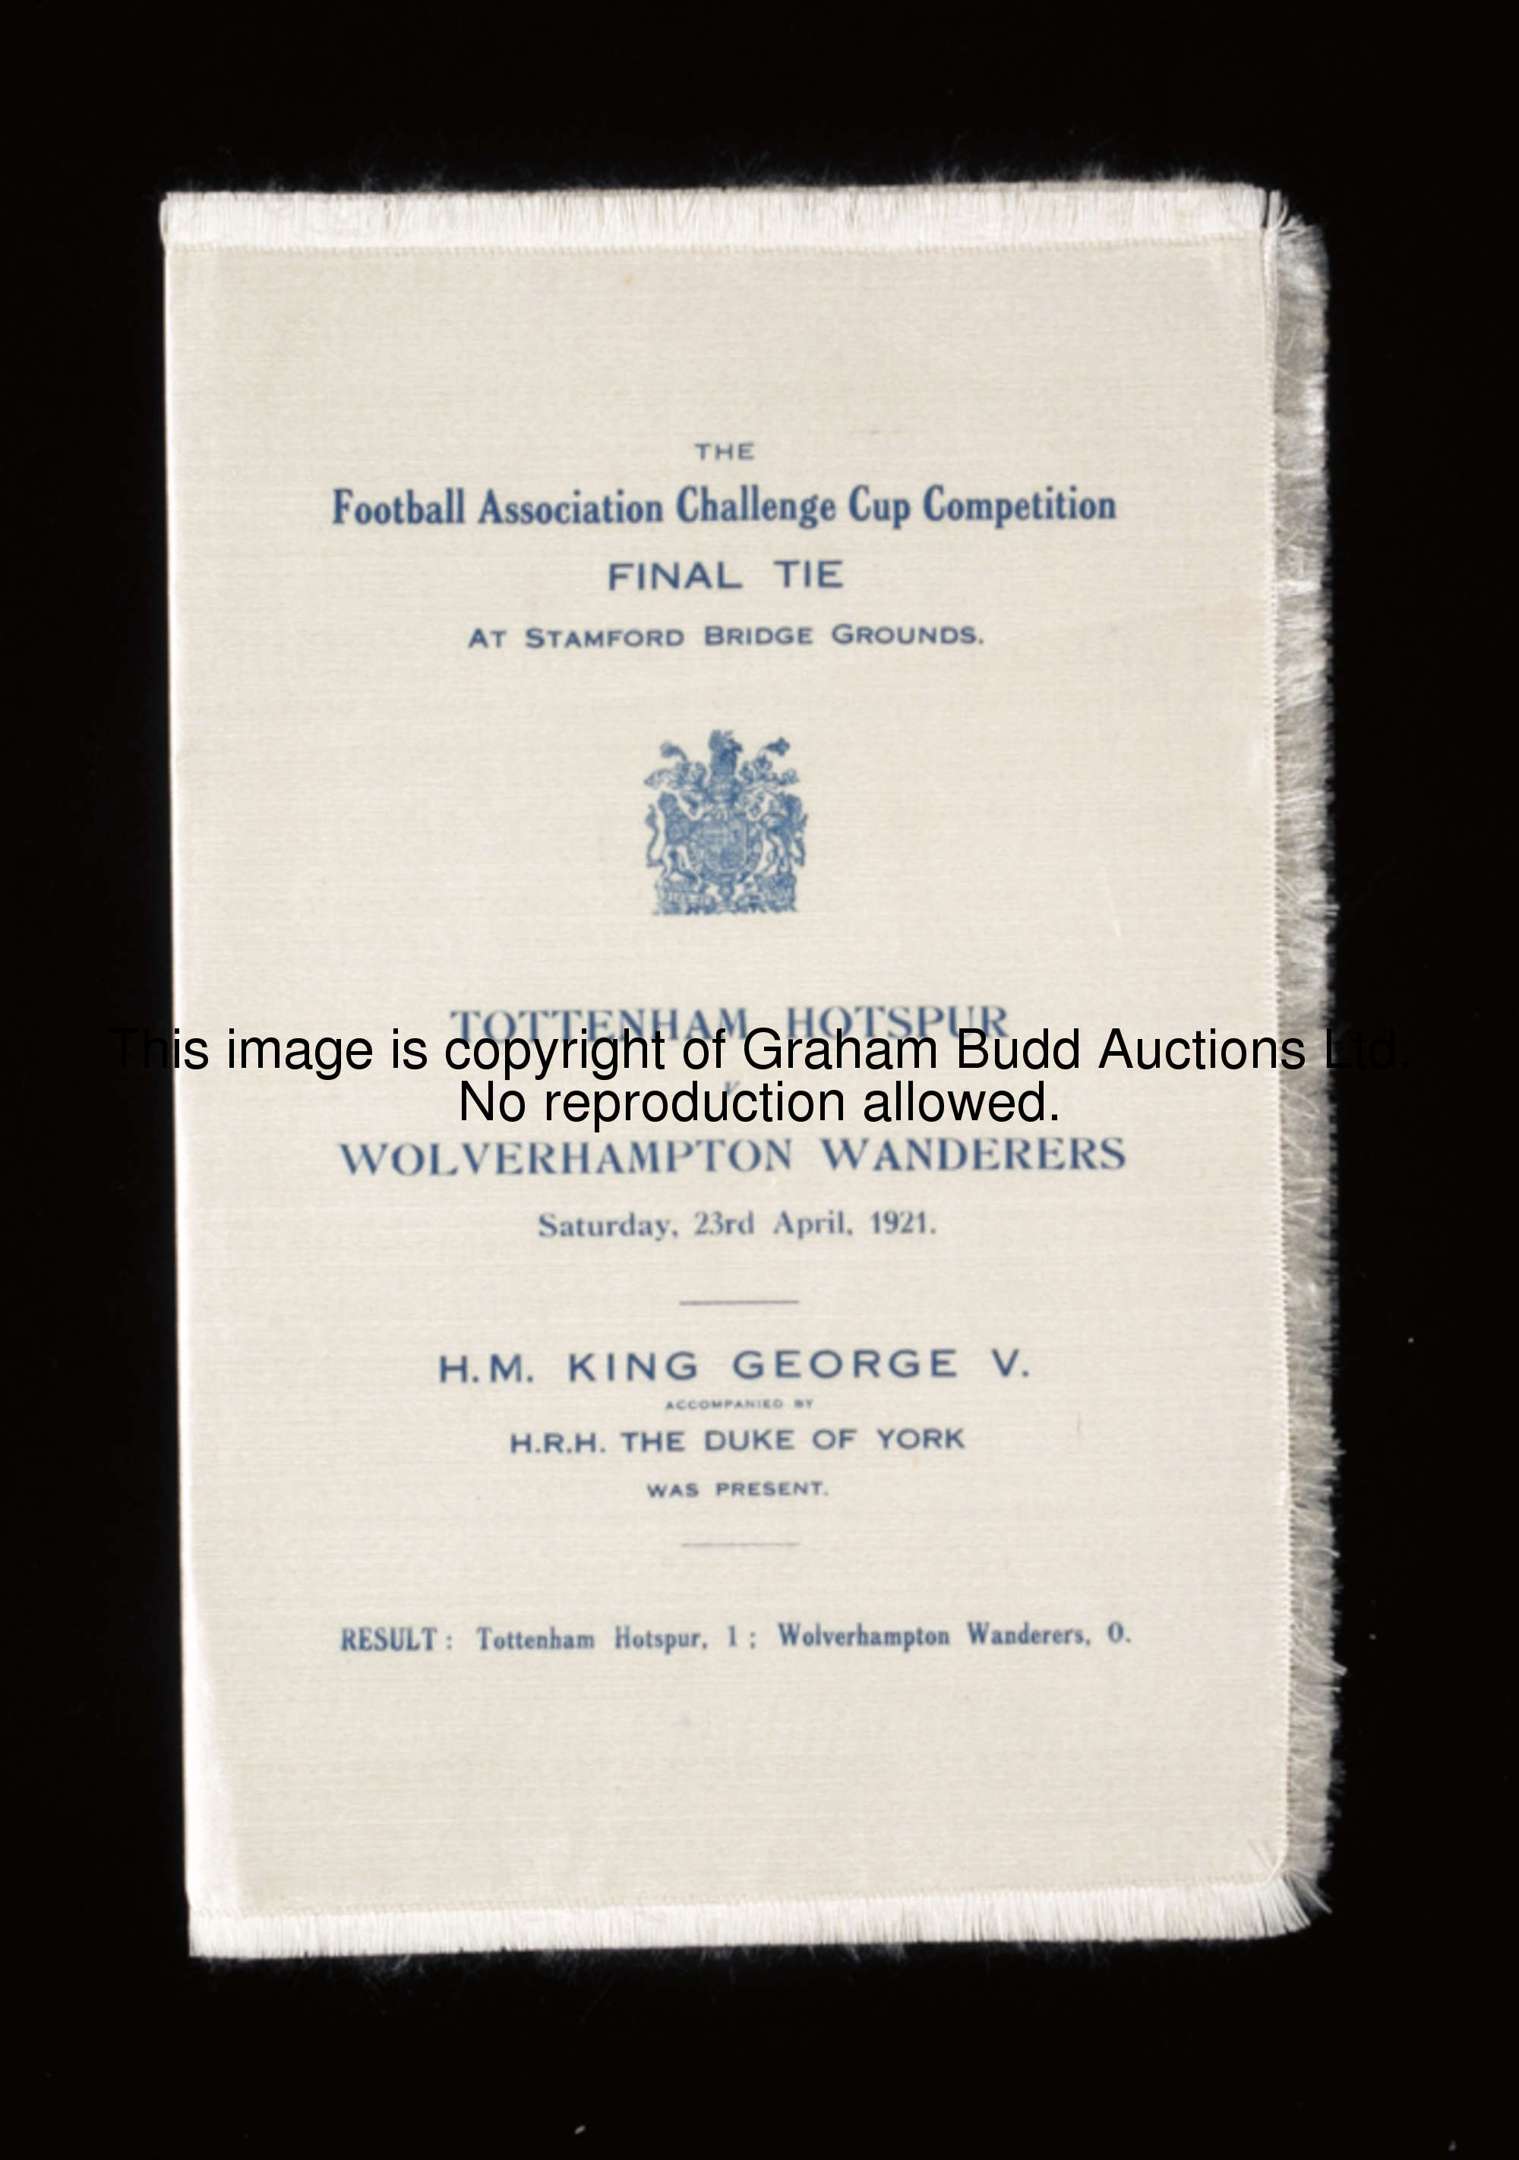 THE
Football Association Challenge Cup Competition
FINAL TIE
AT STAMFORD BRIDGE GROUNDS.
TOTTENHAM HOTSPUR
This image is copyright of Graham Budd Auctions Ltd.
v
No reproduction allowed.
WOLVERHAMPTON WANDERERS
Saturday, 23rd April, 1921.
H.M. KING GEORGE V.
ACCOMPANIED BY
H.R.H. THE DUKE OF YORK
WAS PRESENT.
RESULT: Tottenham Hotspur, 1; Wolverhampton Wanderers, 0.